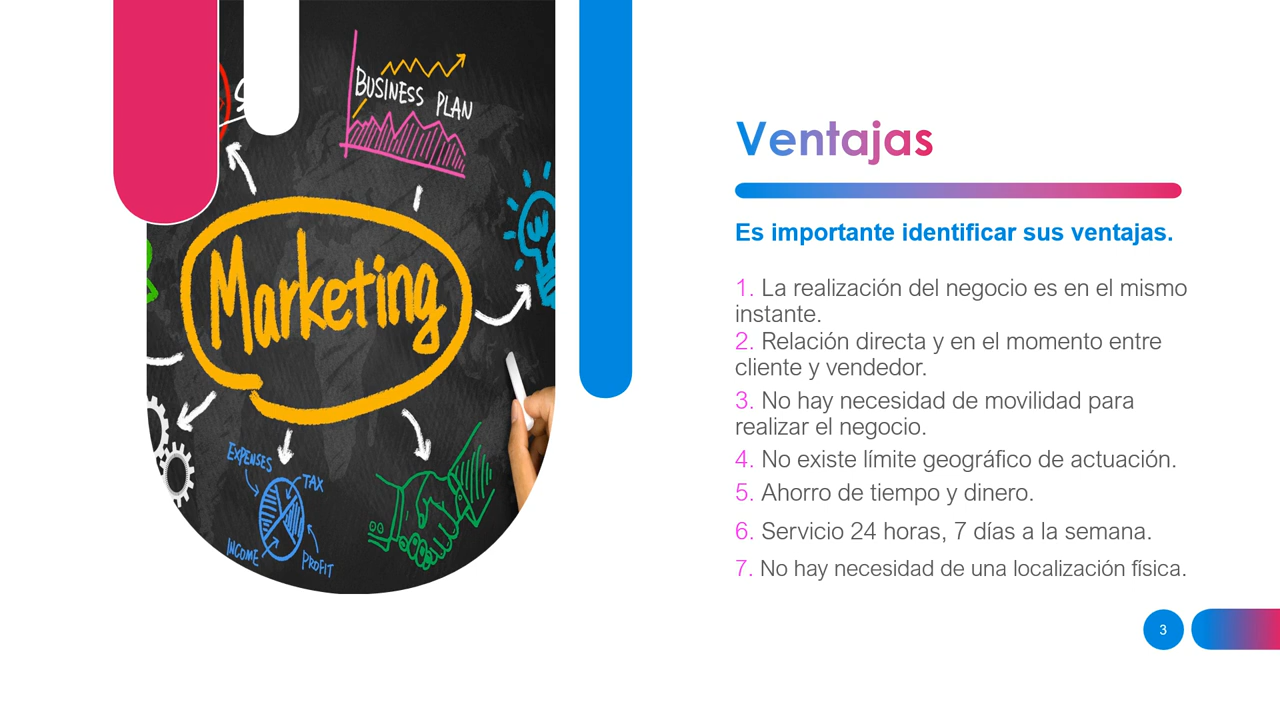 BUSINESS PLAN
Marketing
EXPENSES
TAX
INCOME
PROFIT
Ventajas
Es importante identificar sus ventajas.
1. La realización del negocio es en el mismo
instante.
2. Relación directa y en el momento entre
cliente y vendedor.
3. No hay necesidad de movilidad para
realizar el negocio.
4. No existe límite geográfico de actuación.
5. Ahorro de tiempo y dinero.
6. Servicio 24 horas, 7 días a la semana.
7. No hay necesidad de una localización física.
3